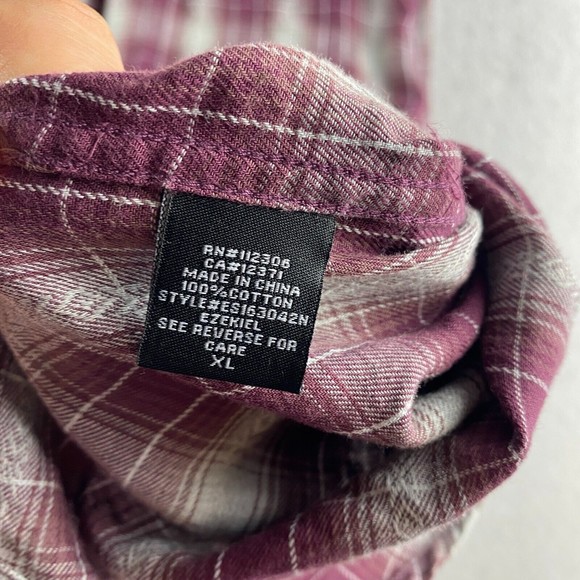 RN#112306
CA#12371
MADE IN CHINA
100%COTTON
STYLE#ES163042N
EZEKIEL
SEE REVERSE FOR
CARE
XL